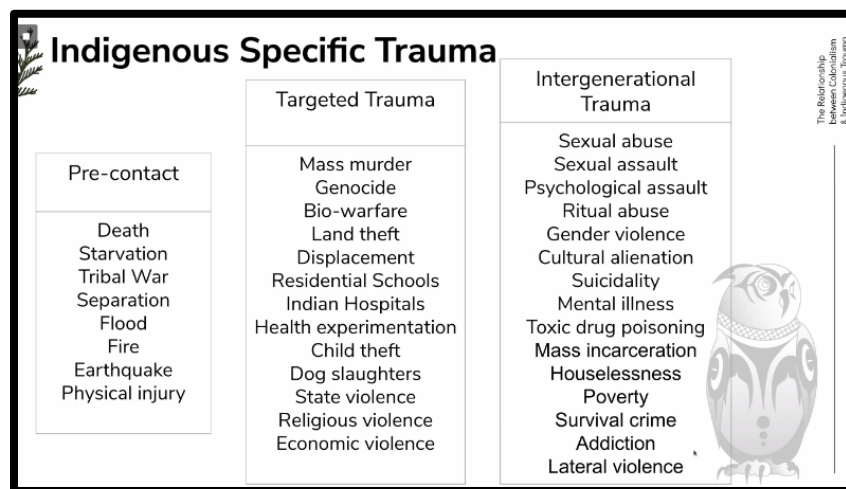 Indigenous Specific Trauma
Pre-contact
Death
Starvation
Tribal War
Separation
Flood
Fire
Earthquake
Physical injury
Targeted Trauma
Mass murder
Genocide
Bio-warfare
Land theft
Displacement
Residential Schools
Indian Hospitals
Health experimentation
Child theft
Dog slaughters
State violence
Religious violence
Economic violence
Intergenerational
Trauma
Sexual abuse
Sexual assault
Psychological assault
Ritual abuse
Gender violence
Cultural alienation
Suicidality
Mental illness
Toxic drug poisoning
Mass incarceration
Houselessness
Poverty
Survival crime
Addiction
Lateral violence
The Relationship
between Colonialism
& Indigenous Trauma